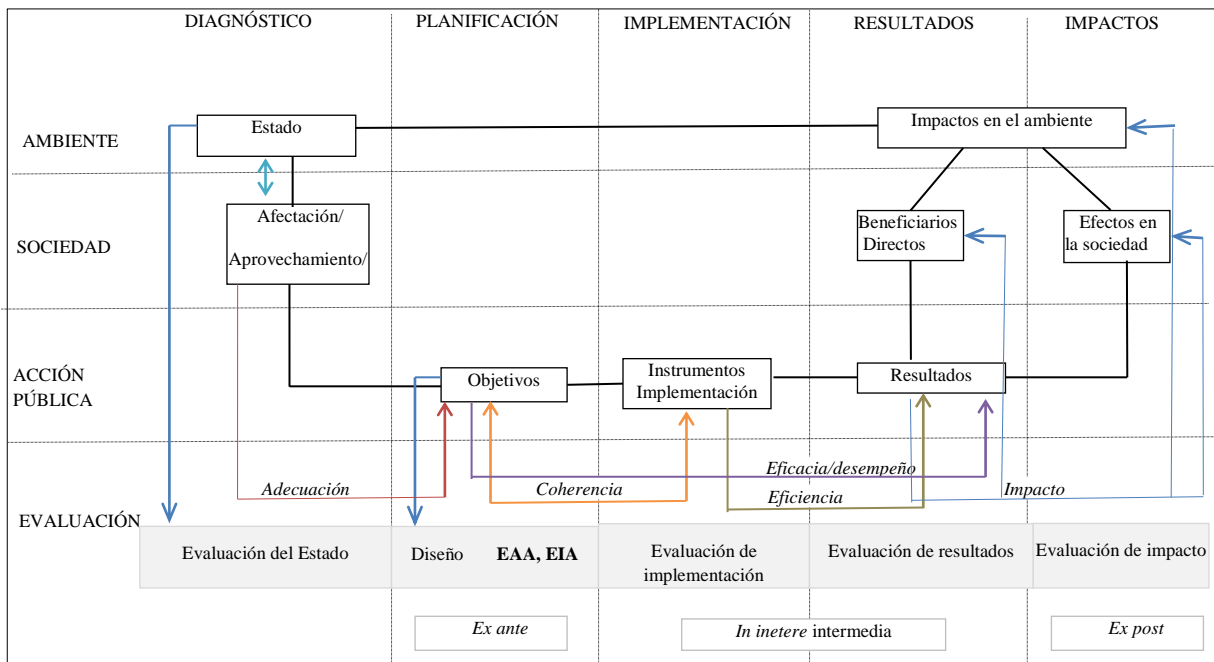 DIAGNÓSTICO
PLANIFICACIÓN
IMPLEMENTACIÓN
RESULTADOS
IMPACTOS
AMBIENTE
Estado
Impactos en el ambiente
SOCIEDAD
Afectación/
Aprovechamiento/
Beneficiarios
Directos
Efectos en
la sociedad
ACCIÓN
PÚBLICA
Objetivos
Instrumentos
Implementación
Resultados
Eficacia/desempeño
Adecuación
Coherencia
Eficiencia
Impacto
EVALUACIÓN
Evaluación del Estado
Diseño EAA, EIA
Evaluación de
implementación
Evaluación de resultados
Evaluación de impacto
Ex ante
In inetere intermedia
Ex post